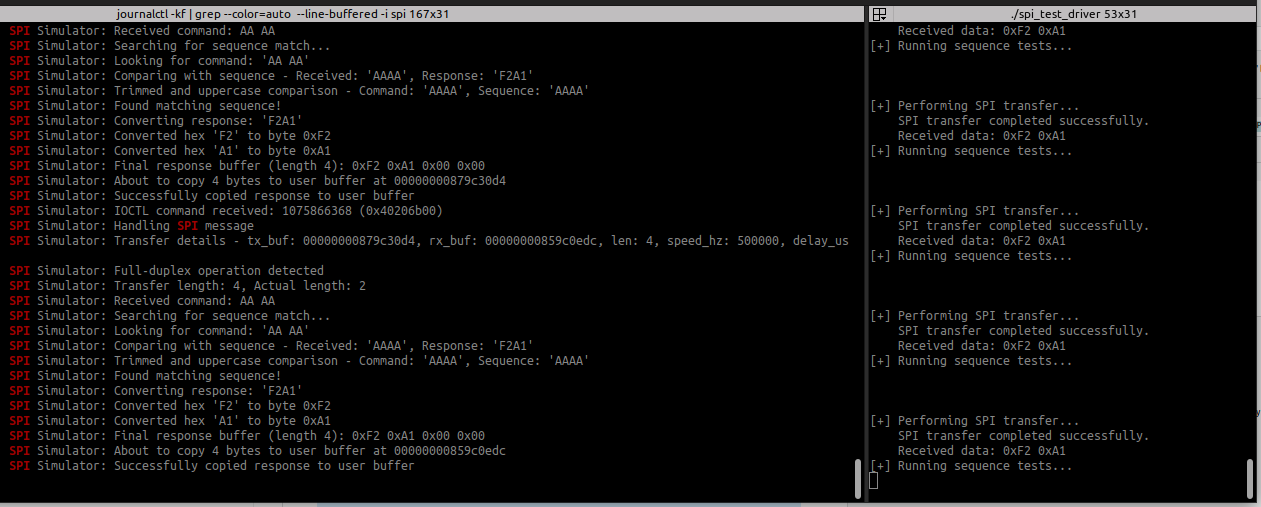 journalctl -kf | grep --color=auto --line-buffered -i spi 167x31
SPI Simulator: Received command: AA AA
SPI Simulator: Searching for sequence match...
SPI Simulator: Looking for command: 'AA AA'
SPI Simulator: Comparing with sequence - Received: 'AAAA', Response: 'F2A1'
SPI Simulator: Trimmed and uppercase comparison - Command: 'AAAA', Sequence: 'AAAA'
SPI Simulator: Found matching sequence!
SPI Simulator: Converting response: 'F2A1'
SPI Simulator: Converted hex 'F2' to byte 0xF2
SPI Simulator: Converted hex 'A1' to byte 0xA1
SPI Simulator: Final response buffer (length 4): 0xF2 0xA1 0x00 0x00
SPI Simulator: About to copy 4 bytes to user buffer at 00000000879c30d4
SPI Simulator: Successfully copied response to user buffer
SPI Simulator: IOCTL command received: 1075866368 (0x40206b00)
SPI Simulator: Handling SPI message
SPI Simulator: Transfer details - tx_buf: 00000000879c30d4, rx_buf: 00000000859c0edc, len: 4, speed_hz: 500000, delay_us
SPI Simulator: Full-duplex operation detected
SPI Simulator: Transfer length: 4, Actual length: 2
SPI Simulator: Received command: AA AA
SPI Simulator: Searching for sequence match...
SPI Simulator: Looking for command: 'AA AA'
SPI Simulator: Comparing with sequence - Received: 'AAAA', Response: 'F2A1'
SPI Simulator: Trimmed and uppercase comparison - Command: 'AAAA', Sequence: 'AAAA'
SPI Simulator: Found matching sequence!
SPI Simulator: Converting response: 'F2A1'
SPI Simulator: Converted hex 'F2' to byte 0xF2
SPI Simulator: Converted hex 'A1' to byte 0xA1
SPI Simulator: Final response buffer (length 4): 0xF2 0xA1 0x00 0x00
SPI Simulator: About to copy 4 bytes to user buffer at 00000000859c0edc
SPI Simulator: Successfully copied response to user buffer
./spi_test_driver 53x31
Received data: 0xF2 0xA1
[+] Running sequence tests...
[+] Performing SPI transfer...
SPI transfer completed successfully.
Received data: 0xF2 0xA1
[+] Running sequence tests...
[+] Performing SPI transfer...
SPI transfer completed successfully.
Received data: 0xF2 0xA1
[+] Running sequence tests...
[+] Performing SPI transfer...
SPI transfer completed successfully.
Received data: 0xF2 0xA1
[+] Running sequence tests...
[+] Performing SPI transfer...
SPI transfer completed successfully.
Received data: 0xF2 0xA1
[+] Running sequence tests...